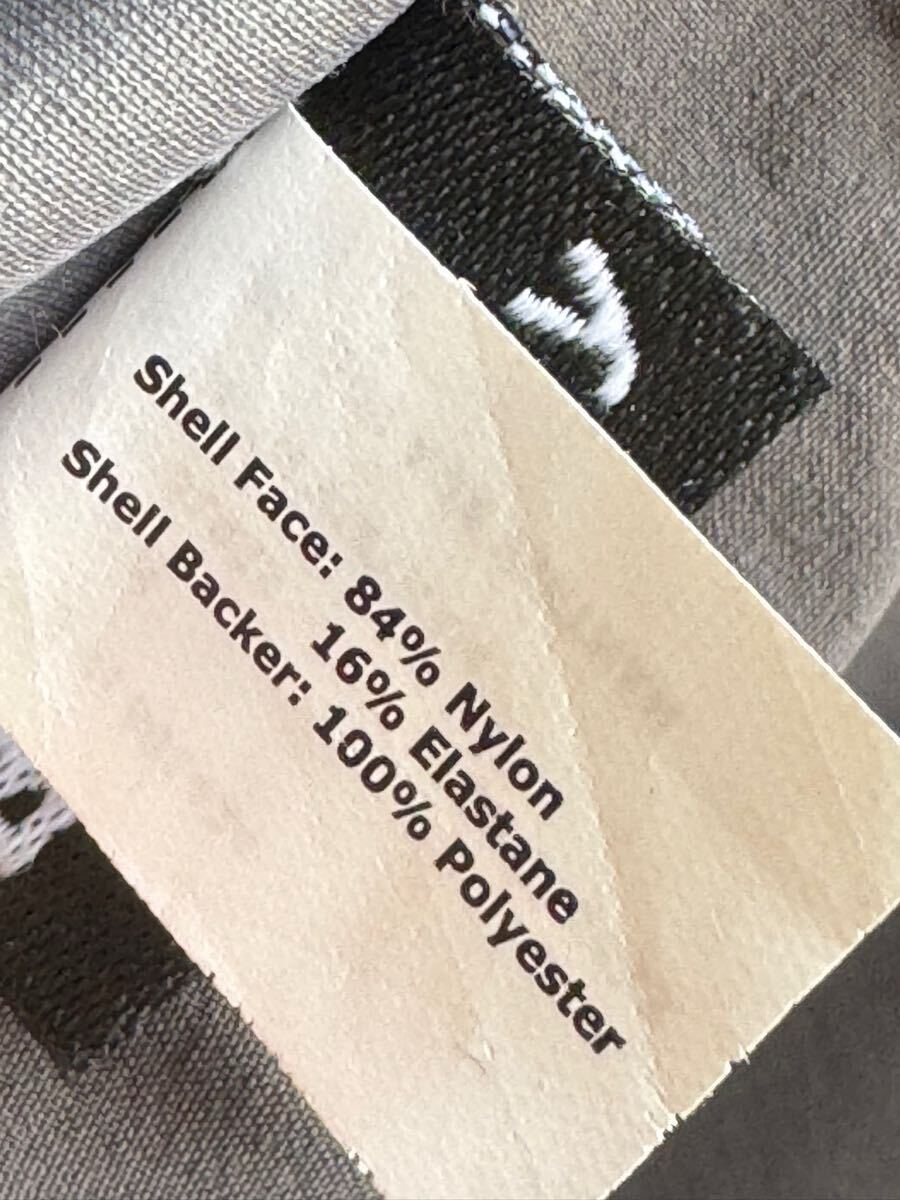 Shell Face: 84% Nylon
16% Elastane
Shell Backer: 100% Polyester